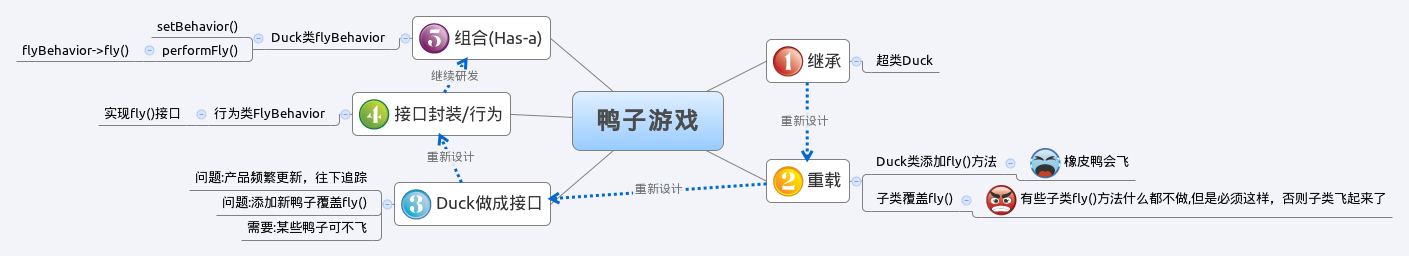 鸭子游戏
1 继承
超类Duck
重新设计
2 重载
Duck类添加fly()方法
橡皮鸭会飞
子类覆盖fly()
有些子类fly()方法什么都不做,但是必须这样，否则子类飞起来了
重新设计
3 Duck做成接口
问题:产品频繁更新，往下追踪
问题:添加新鸭子覆盖fly()
需要:某些鸭子可不飞
重新设计
4 接口封装/行为
行为类FlyBehavior
实现fly()接口
继续研发
5 组合(Has-a)
Duck类flyBehavior
setBehavior()
performFly()
flyBehavior->fly()